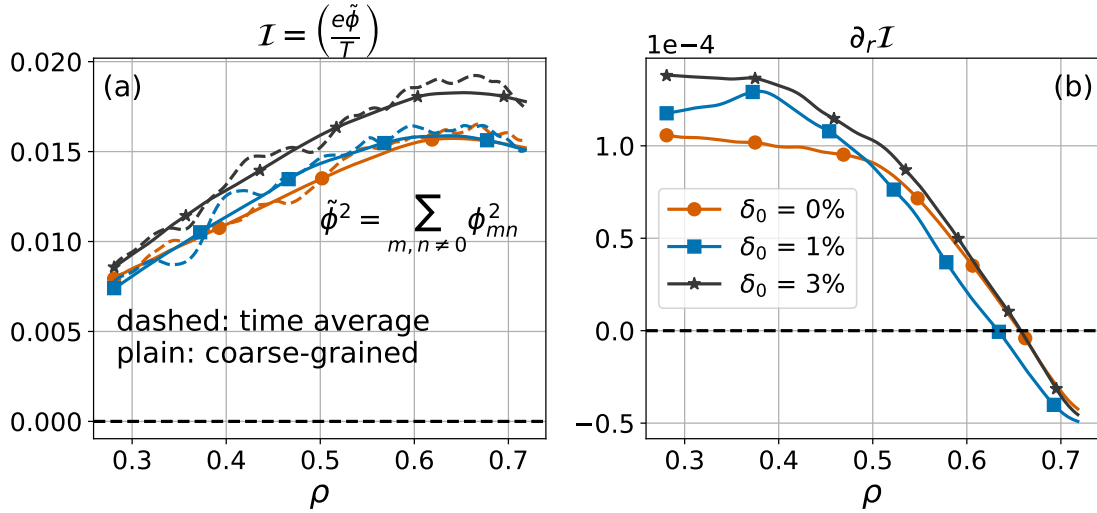 𝓘 = (eφ̃/T)
(a)
0.020
0.015
0.010
0.005
0.000
φ̃² = ∑ m, n ≠ 0 φ²mn
dashed: time average
plain: coarse-grained
0.3 0.4 0.5 0.6 0.7
ρ
∂r𝓘
1e−4
(b)
1.0
0.5
0.0
−0.5
δ0 = 0%
δ0 = 1%
δ0 = 3%
0.3 0.4 0.5 0.6 0.7
ρ